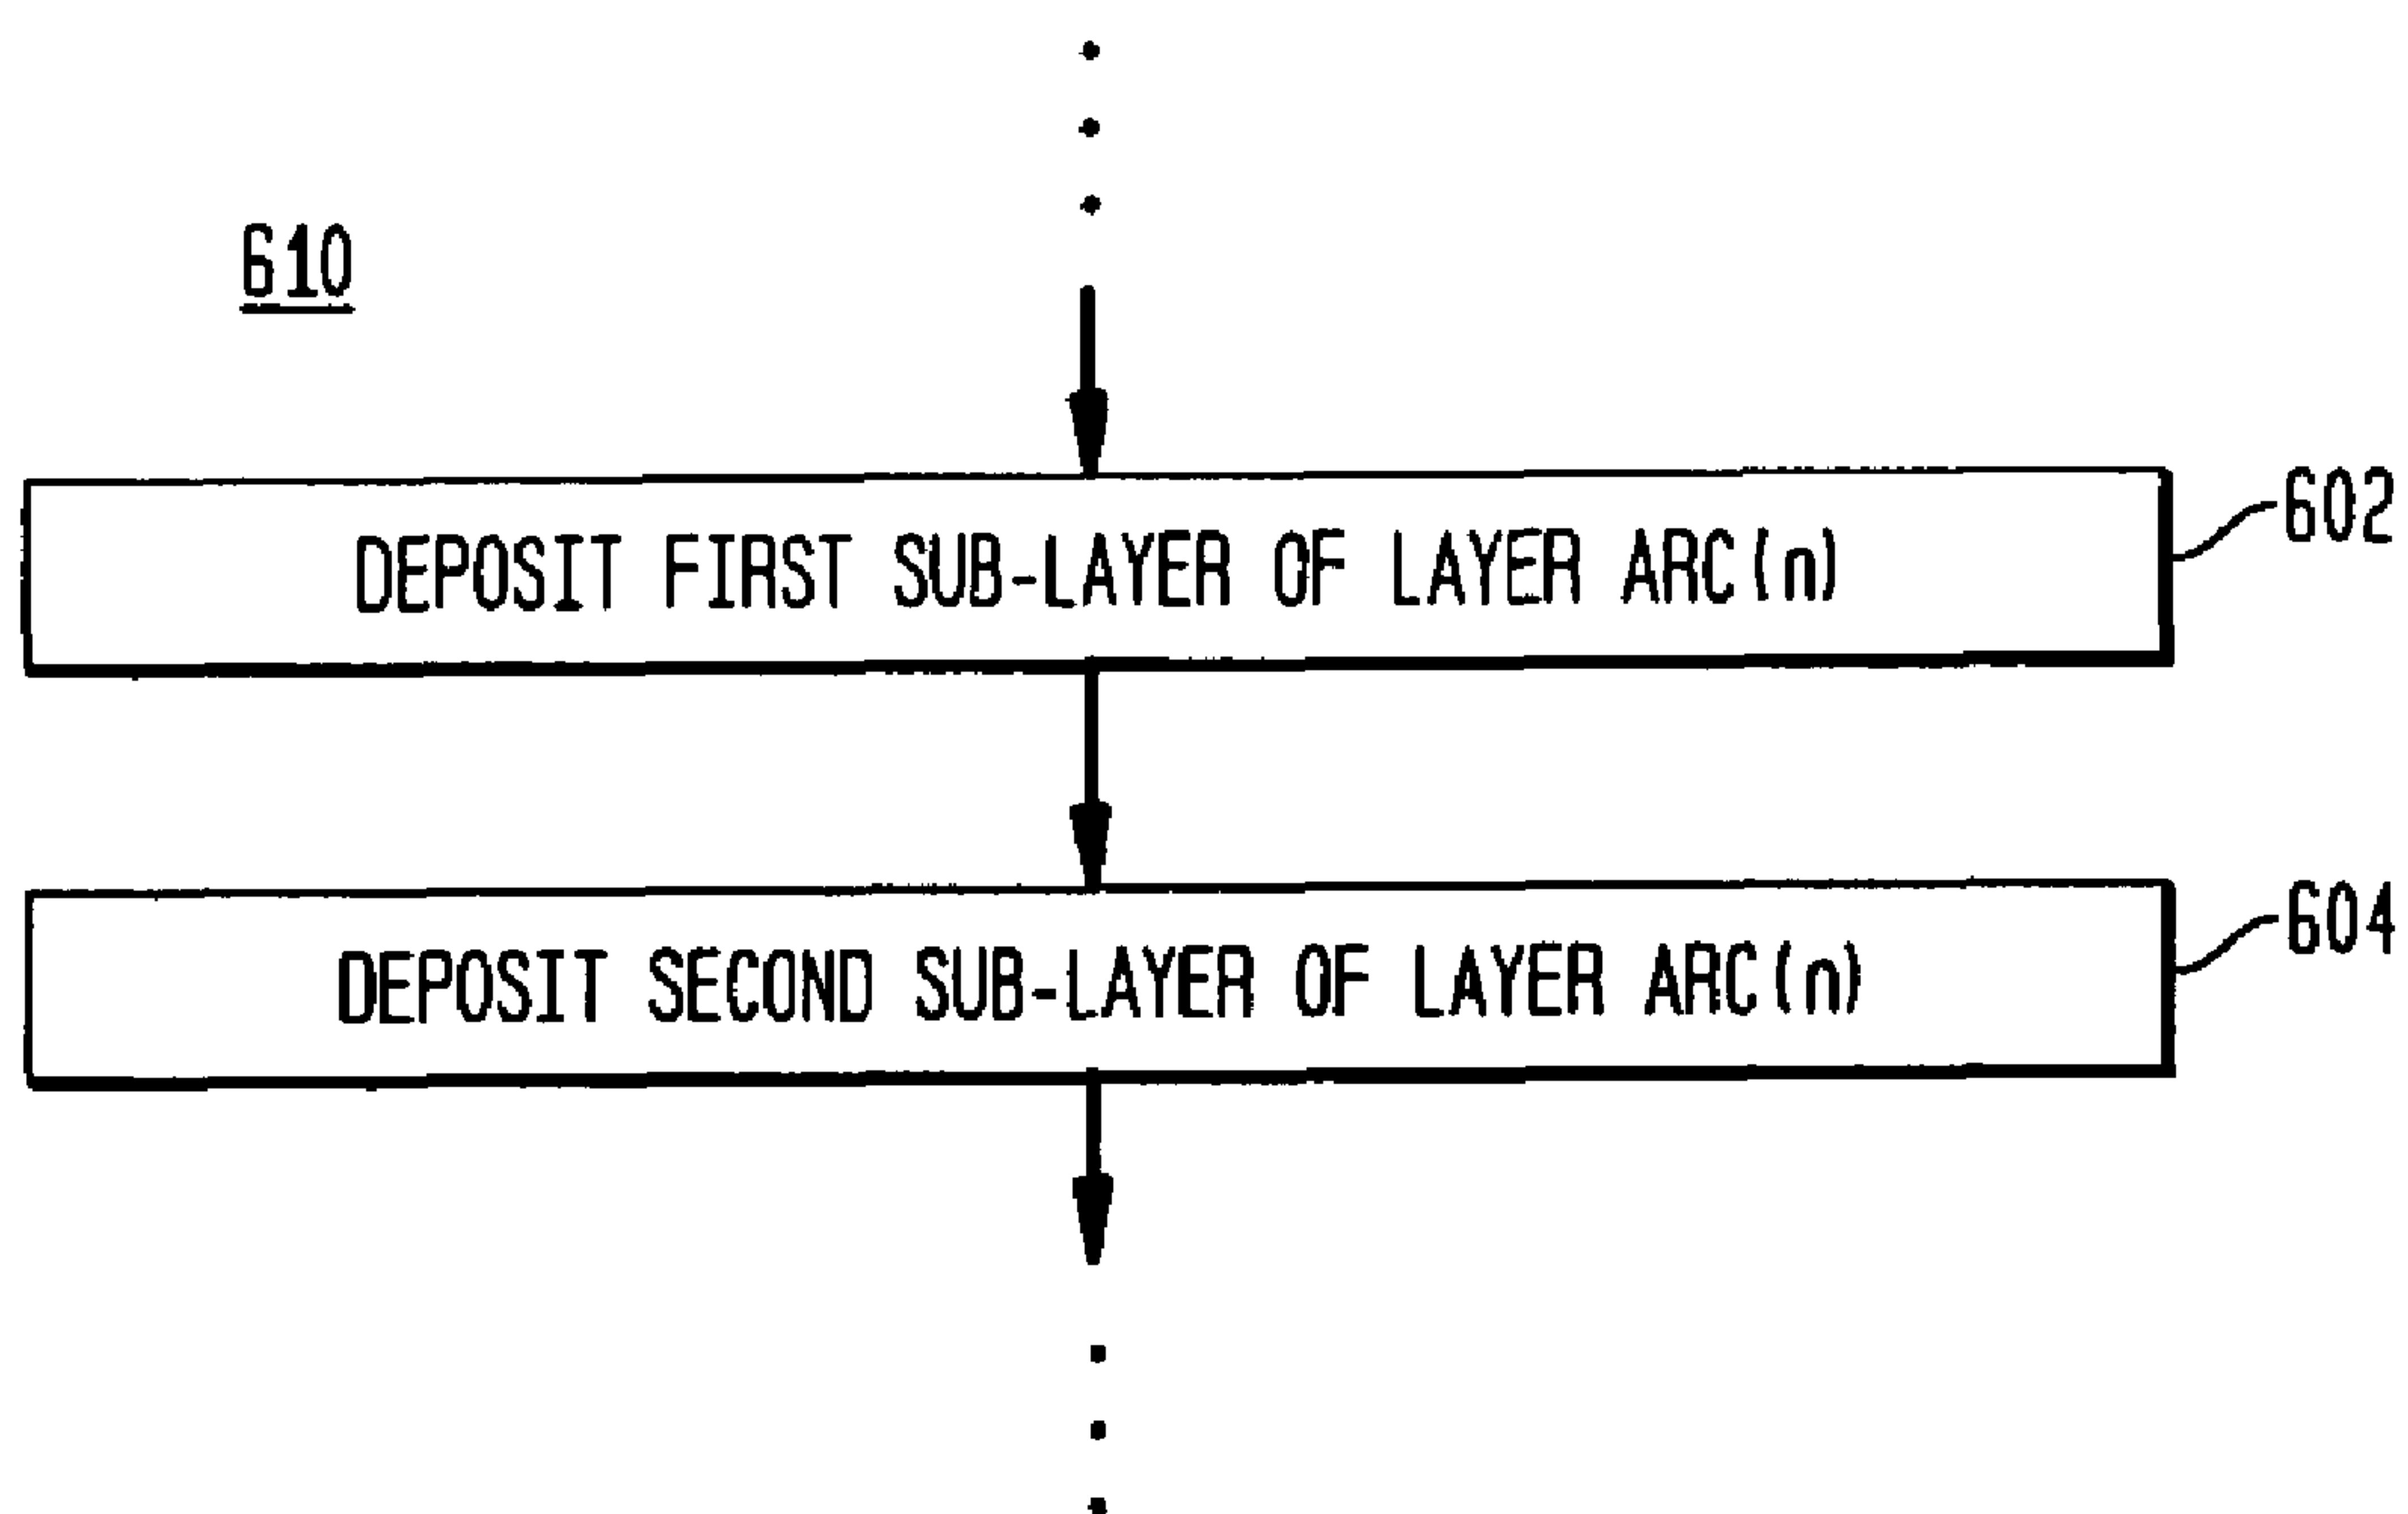 610
DEPOSIT FIRST SUB-LAYER OF LAYER ARC(n)
602
DEPOSIT SECOND SUB-LAYER OF LAYER ARC(n)
604